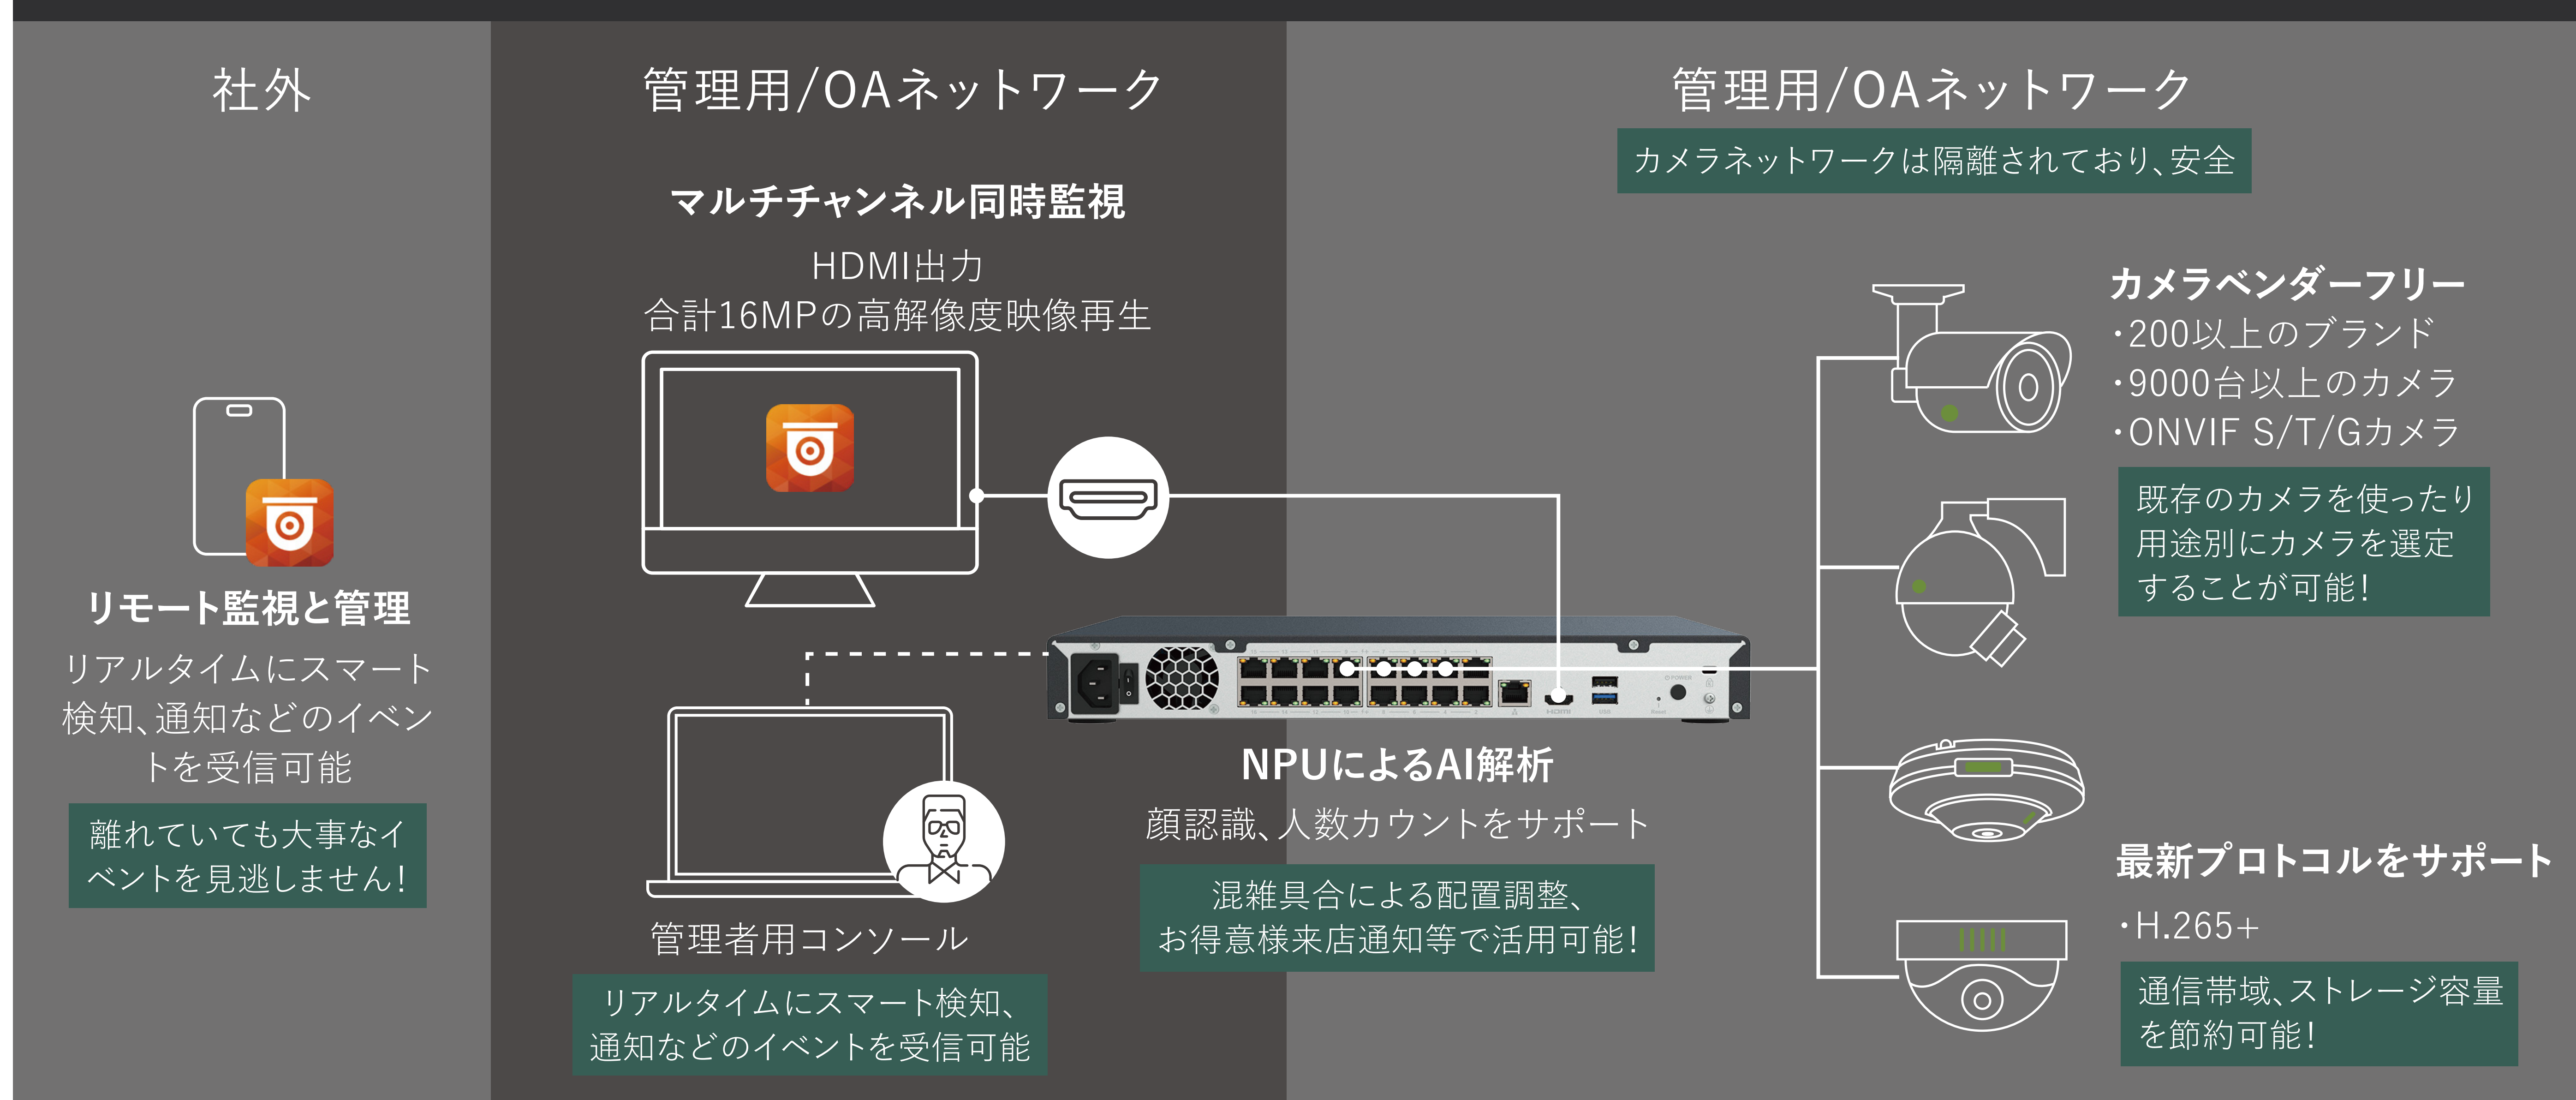 社外
リモート監視と管理
リアルタイムにスマート
検知、通知などのイベン
トを受信可能
離れていても大事なイ
ベントを見逃しません！
管理用/OAネットワーク
マルチチャンネル同時監視
HDMI出力
合計16MPの高解像度映像再生
管理者用コンソール
リアルタイムにスマート検知、
通知などのイベントを受信可能
管理用/OAネットワーク
カメラネットワークは隔離されており、安全
HDMI
USB
Reset
POWER
NPUによるAI解析
顔認識、人数カウントをサポート
混雑具合による配置調整、
お得意様来店通知等で活用可能！
カメラベンダーフリー
・200以上のブランド
・9000台以上のカメラ
・ONVIF S/T/Gカメラ
既存のカメラを使ったり
用途別にカメラを選定
することが可能！
最新プロトコルをサポート
・H.265+
通信帯域、ストレージ容量
を節約可能！